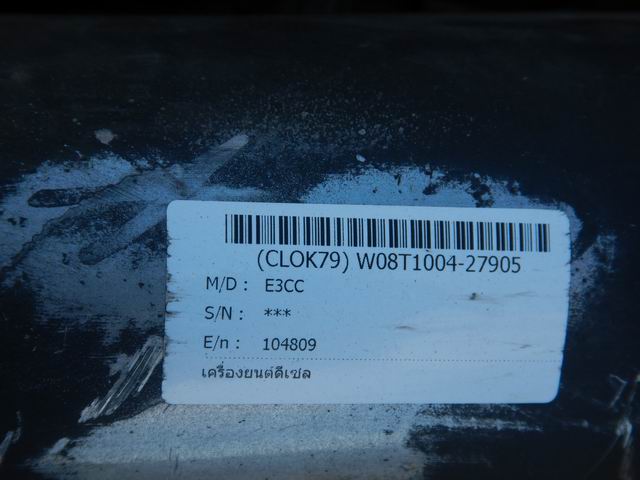 (CLOK79) W08T1004-27905
M/D : E3CC
S/N : ***
E/n : 104809
เครื่องยนต์ดีเซล